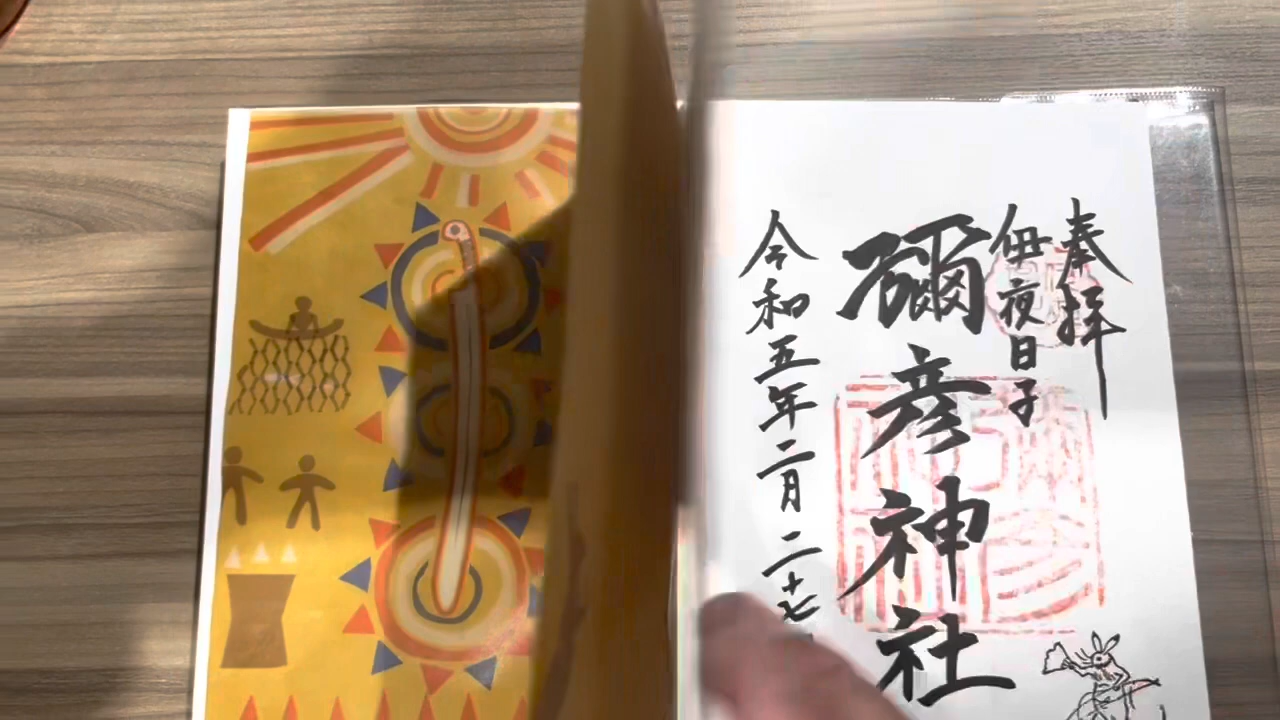 奉拝
伊夜日子
彌彦神社
令和五年二月二十七